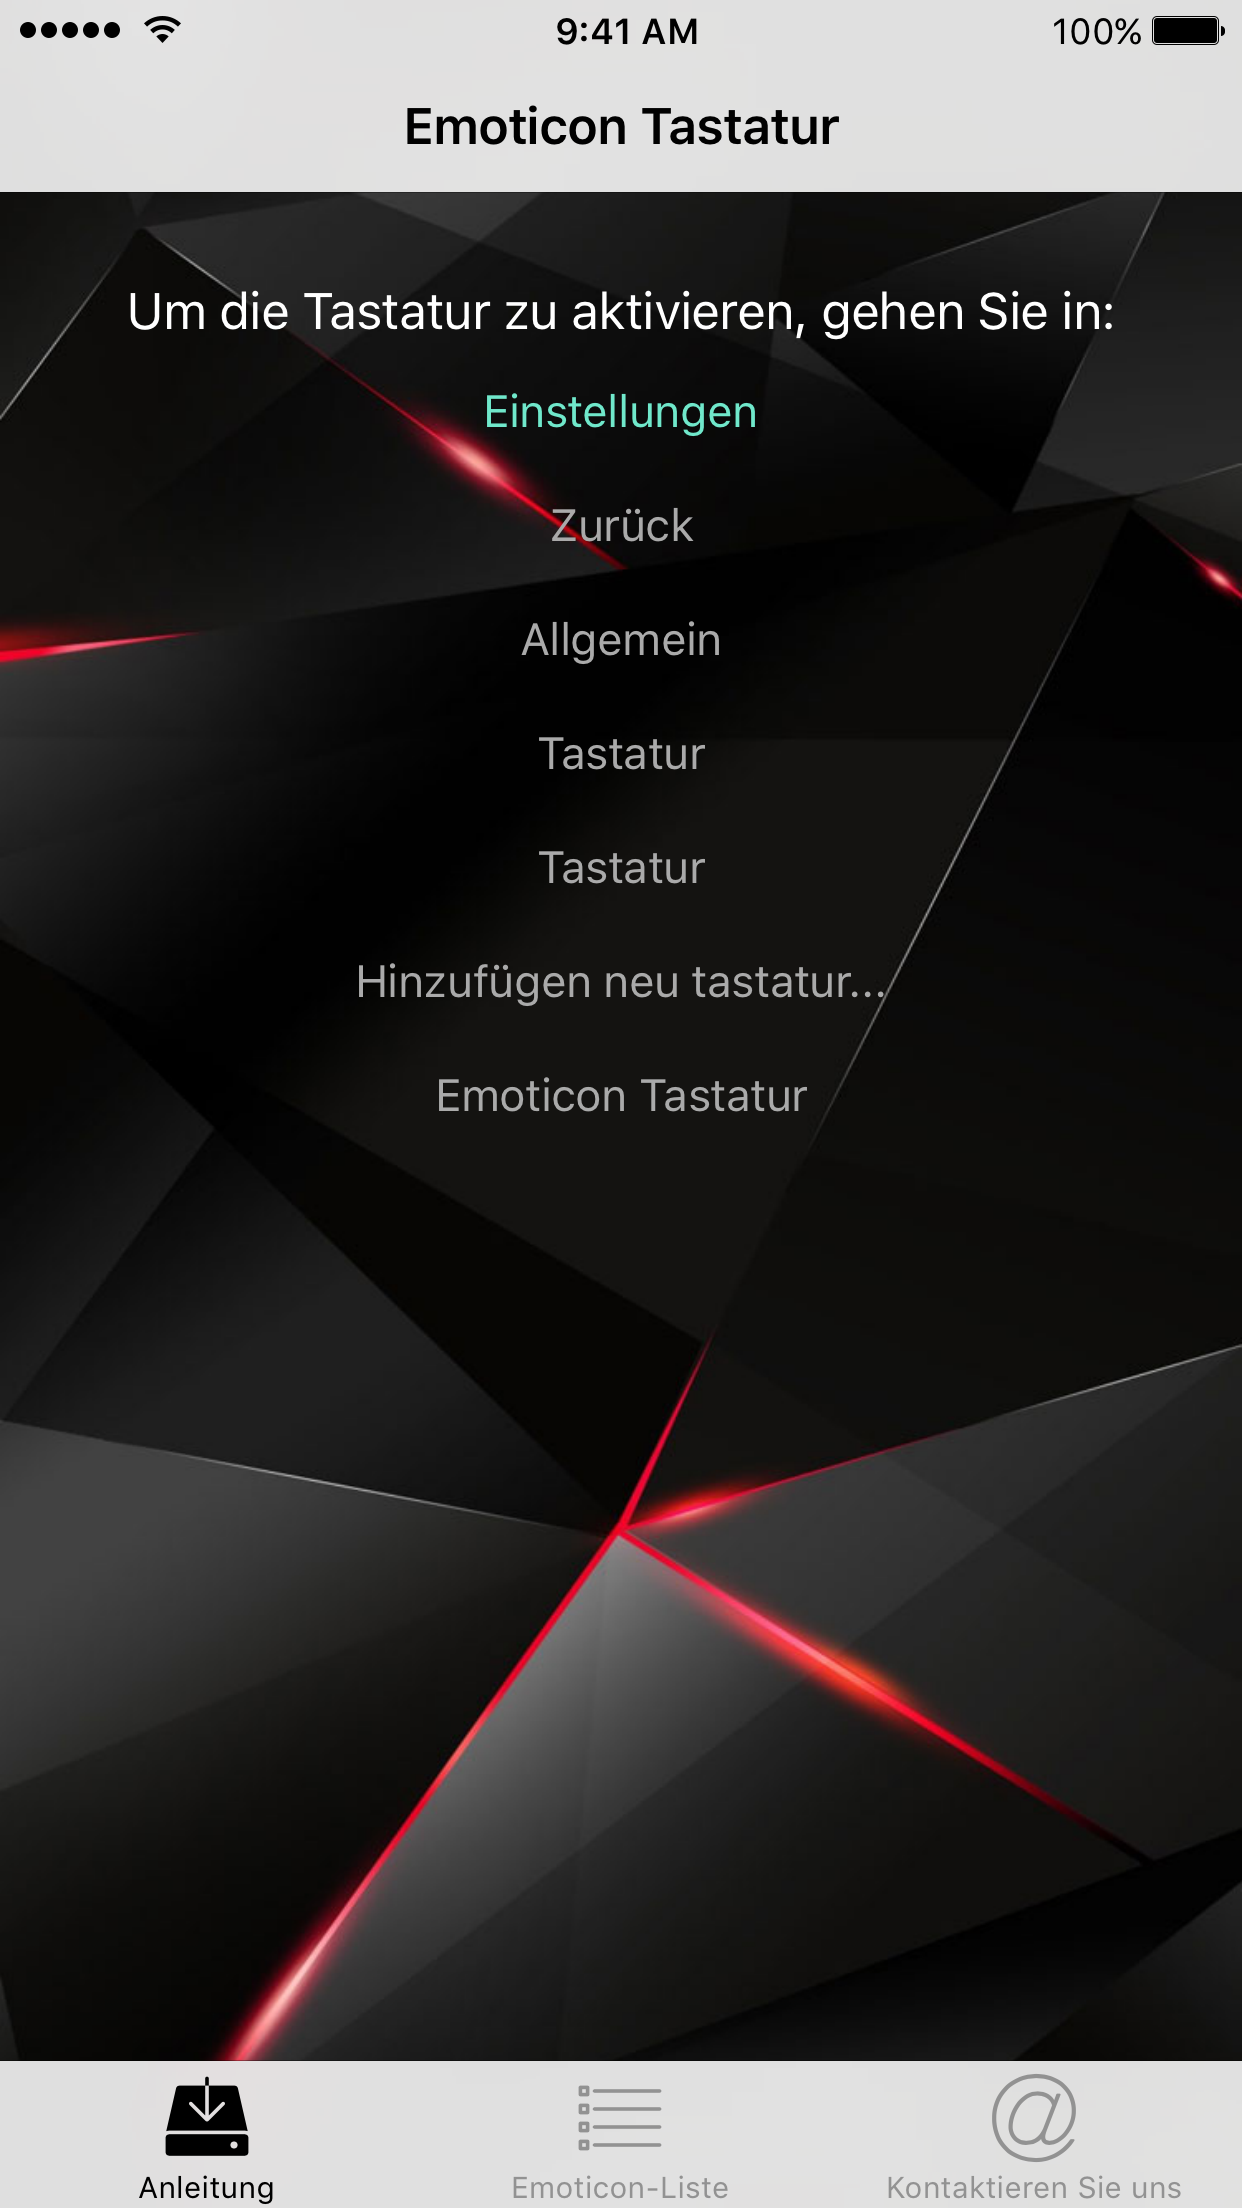 9:41 AM
100%
Emoticon Tastatur
Um die Tastatur zu aktivieren, gehen Sie in:
Einstellungen
Zurück
Allgemein
Tastatur
Tastatur
Hinzufügen neu tastatur...
Emoticon Tastatur
Anleitung
Emoticon-Liste
Kontaktieren Sie uns